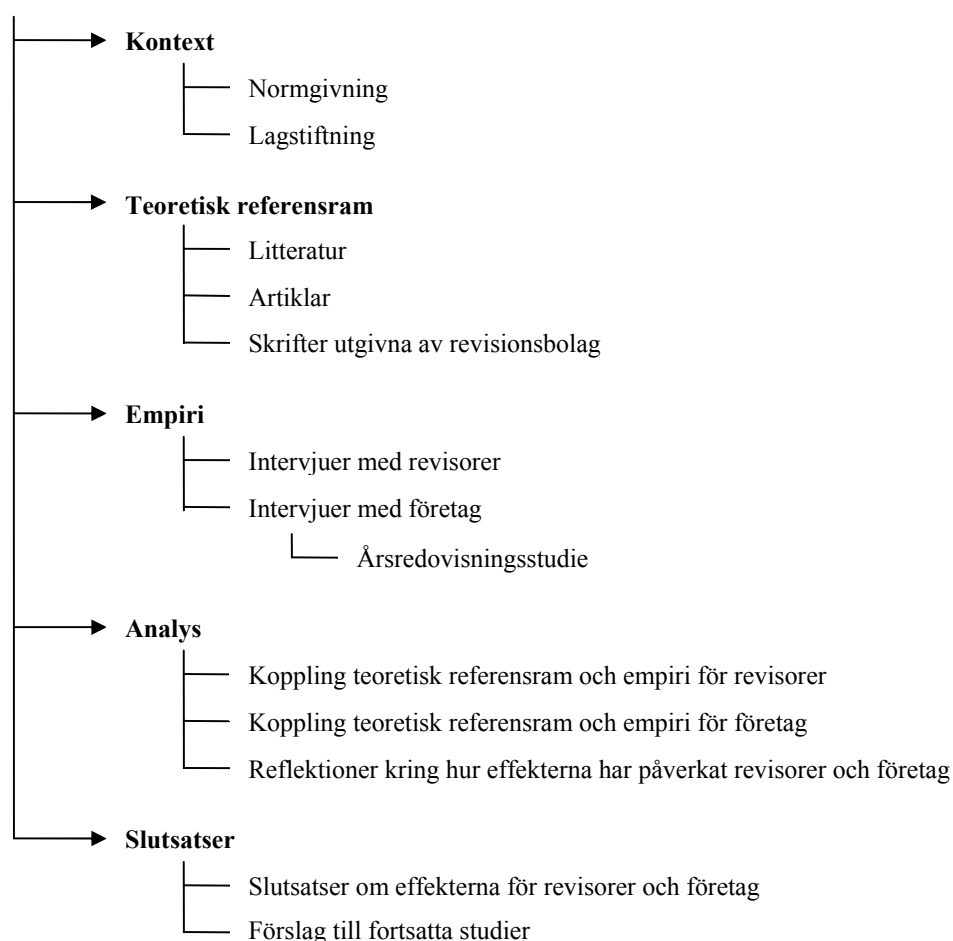 Kontext
Normgivning
Lagstiftning
Teoretisk referensram
Litteratur
Artiklar
Skrifter utgivna av revisionsbolag
Empiri
Intervjuer med revisorer
Intervjuer med företag
Årsredovisningsstudie
Analys
Koppling teoretisk referensram och empiri för revisorer
Koppling teoretisk referensram och empiri för företag
Reflektioner kring hur effekterna har påverkat revisorer och företag
Slutsatser
Slutsatser om effekterna för revisorer och företag
Förslag till fortsatta studier